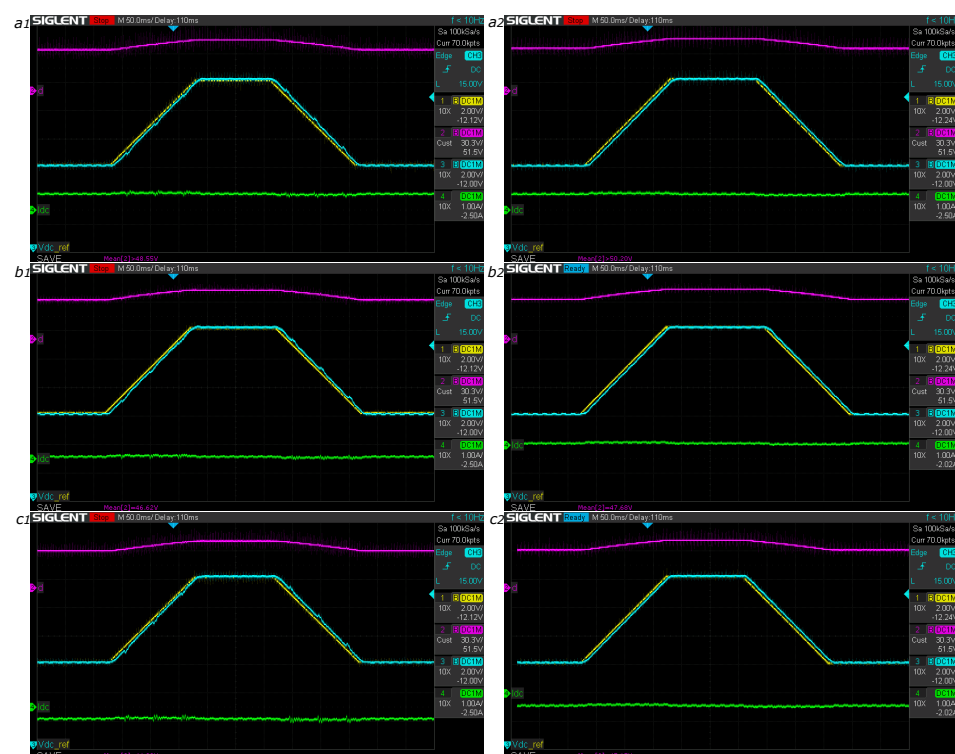 a1
SIGLENT Stop M 50.0ms/ Delay:110ms f < 10Hz
Sa 100kSa/s
Curr 70.0kpts
Edge CH3
DC
L 15.00V
1 B DC1M
10X 2.00V/
-12.12V
2 B DC1M
Cust 30.3V/
51.5V
3 B DC1M
10X 2.00V/
-12.00V
4 DC1M
10X 1.00A/
-2.50A
d
Idc
Vdc_ref
SAVE
a2
SIGLENT Stop M 50.0ms/ Delay:110ms f < 10Hz
Sa 100kSa/s
Curr 70.0kpts
Edge CH3
DC
L 15.00V
1 B DC1M
10X 2.00V/
-12.24V
2 B DC1M
Cust 30.3V/
51.5V
3 B DC1M
10X 2.00V/
-12.00V
4 DC1M
10X 1.00A/
-2.50A
d
Idc
Vdc_ref
SAVE
b1
SIGLENT Stop M 50.0ms/ Delay:110ms f < 10Hz
Sa 100kSa/s
Curr 70.0kpts
Edge CH3
DC
L 15.00V
1 B DC1M
10X 2.00V/
-12.12V
2 B DC1M
Cust 30.3V/
51.5V
3 B DC1M
10X 2.00V/
-12.00V
4 DC1M
10X 1.00A/
-2.50A
d
Idc
Vdc_ref
SAVE Mean[2]=46.62V
b2
SIGLENT Ready M 50.0ms/ Delay:110ms f < 10Hz
Sa 100kSa/s
Curr 70.0kpts
Edge CH3
DC
L 15.00V
1 B DC1M
10X 2.00V/
-12.24V
2 B DC1M
Cust 30.3V/
51.5V
3 B DC1M
10X 2.00V/
-12.00V
4 DC1M
10X 1.00A/
-2.02A
d
Idc
Vdc_ref
SAVE Mean[2]=47.60V
c1
SIGLENT Stop M 50.0ms/ Delay:110ms f < 10Hz
Sa 100kSa/s
Curr 70.0kpts
Edge CH3
DC
L 15.00V
1 B DC1M
10X 2.00V/
-12.12V
2 B DC1M
Cust 30.3V/
51.5V
3 B DC1M
10X 2.00V/
-12.00V
4 DC1M
10X 1.00A/
-2.50A
d
Idc
Vdc_ref
SAVE
c2
SIGLENT Ready M 50.0ms/ Delay:110ms f < 10Hz
Sa 100kSa/s
Curr 70.0kpts
Edge CH3
DC
L 15.00V
1 B DC1M
10X 2.00V/
-12.24V
2 B DC1M
Cust 30.3V/
51.5V
3 B DC1M
10X 2.00V/
-12.00V
4 DC1M
10X 1.00A/
-2.02A
d
Idc
Vdc_ref
SAVE